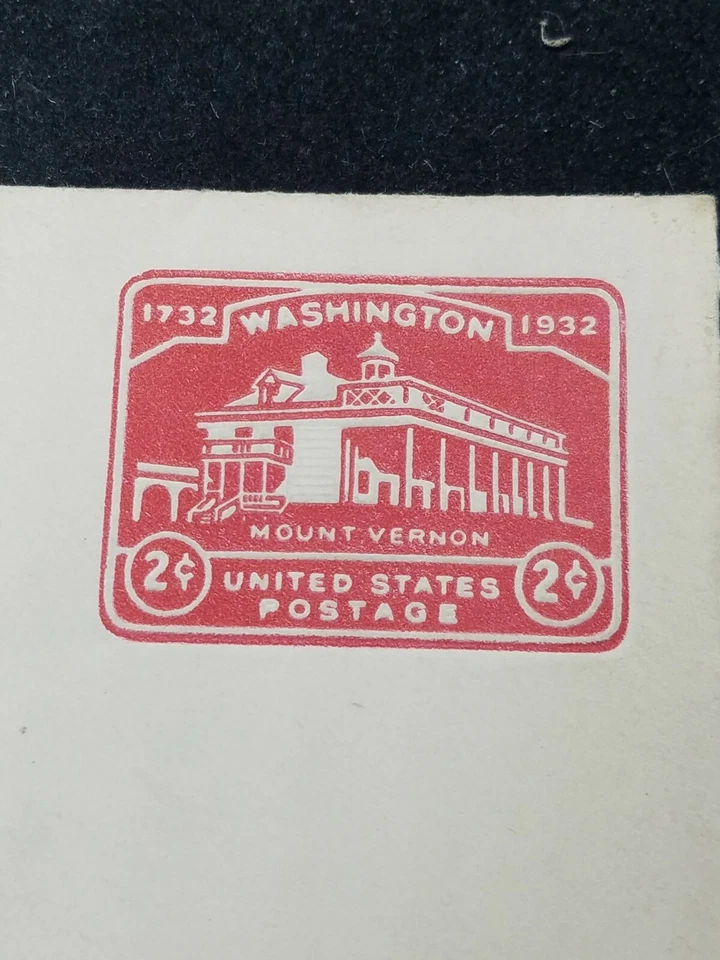 1732 WASHINGTON 1932
MOUNT VERNON
2¢ UNITED STATES 2¢
POSTAGE